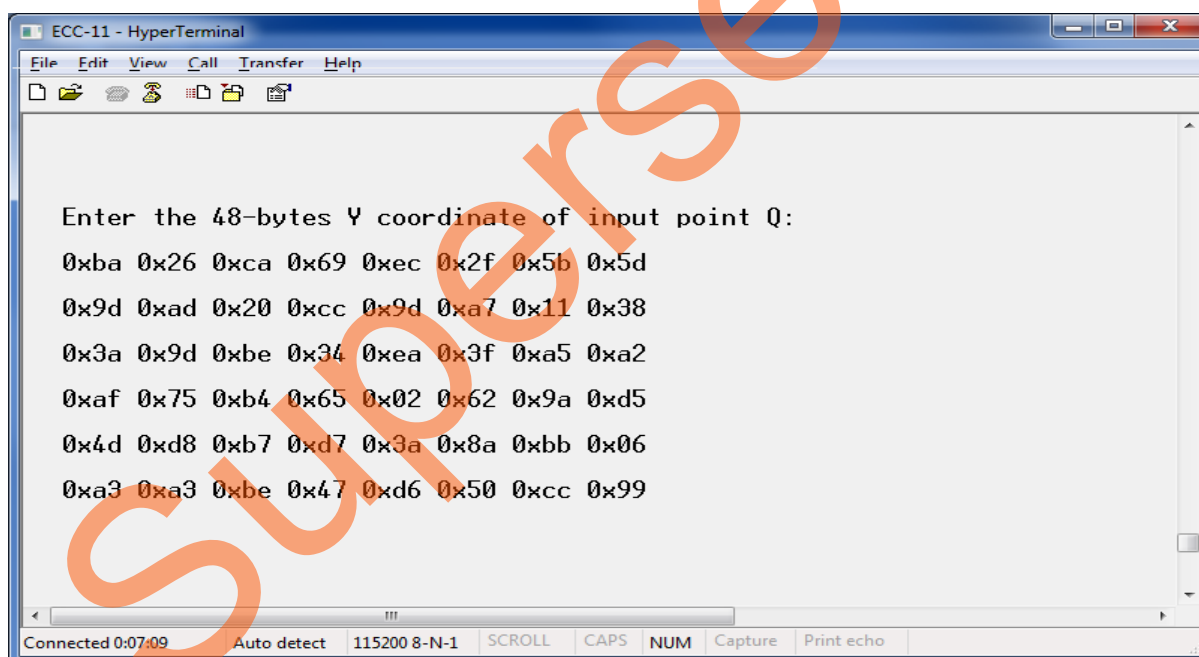 ECC-11 - HyperTerminal
File Edit View Call Transfer Help
Enter the 48-bytes Y coordinate of input point Q:
0xba 0x26 0xca 0x69 0xec 0x2f 0x5b 0x5d
0x9d 0xad 0x20 0xcc 0x9d 0xa7 0x11 0x38
0x3a 0x9d 0xbe 0x34 0xea 0x3f 0xa5 0xa2
0xaf 0x75 0xb4 0x65 0x02 0x62 0x9a 0xd5
0x4d 0xd8 0xb7 0xd7 0x3a 0x8a 0xbb 0x06
0xa3 0xa3 0xbe 0x47 0xd6 0x50 0xcc 0x99
Connected 0:07:09 Auto detect 115200 8-N-1 SCROLL CAPS NUM Capture Print echo
Superse